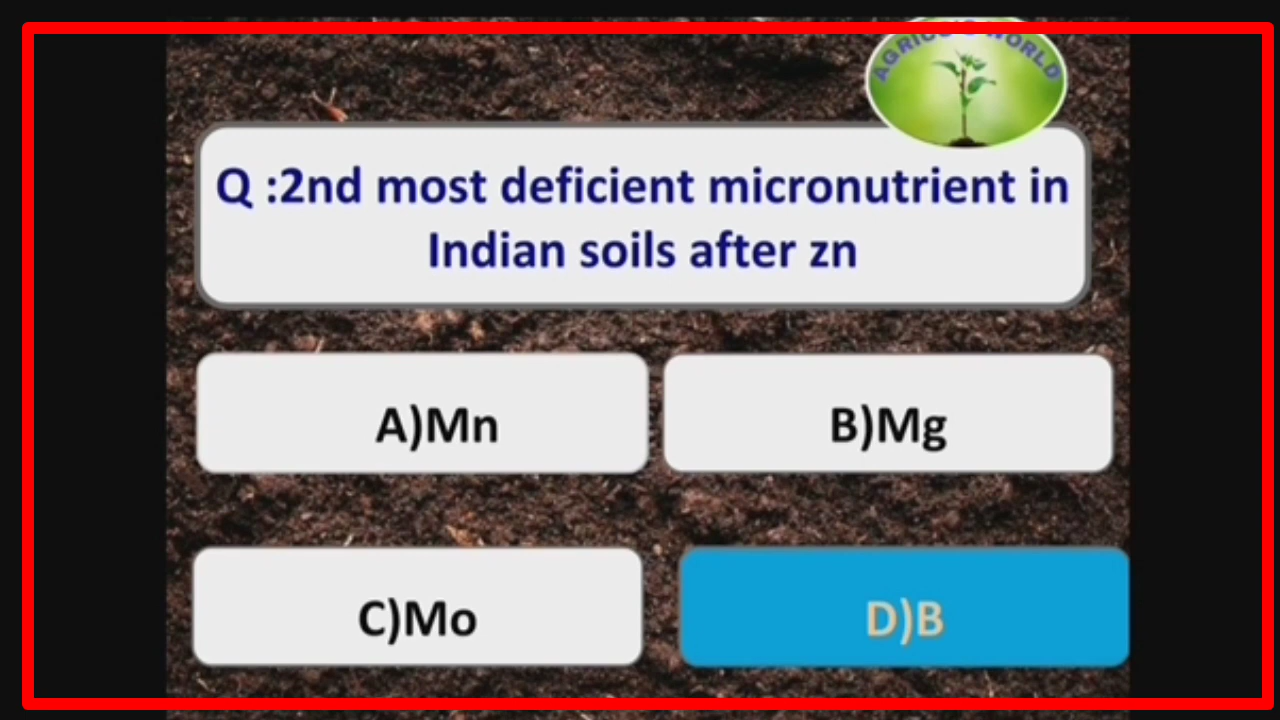 Q :2nd most deficient micronutrient in
Indian soils after zn
A)Mn
B)Mg
C)Mo
D)B